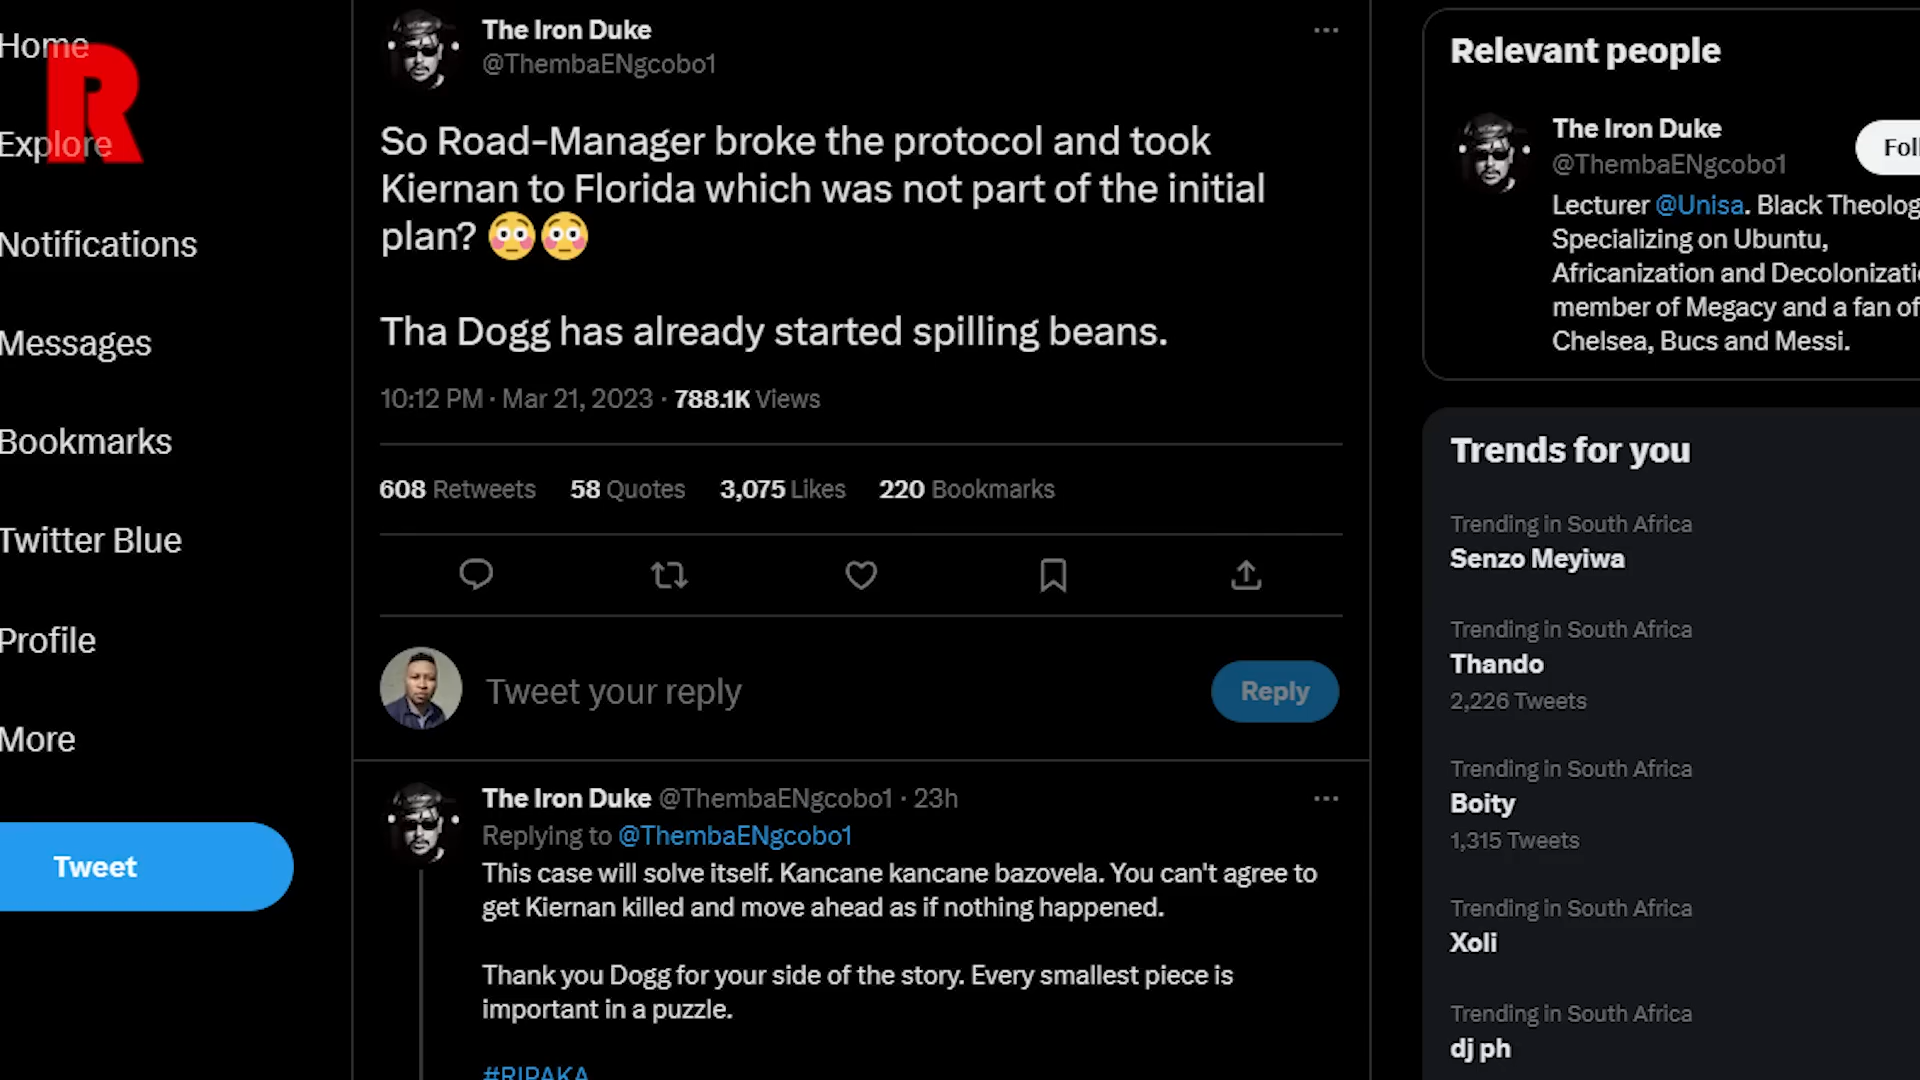 Home
R
Explore
Notifications
Messages
Bookmarks
Twitter Blue
Profile
More
Tweet
The Iron Duke
@ThembaENgcobo1
So Road-Manager broke the protocol and took
Kiernan to Florida which was not part of the initial
plan? 😳😳
Tha Dogg has already started spilling beans.
10:12 PM · Mar 21, 2023 · 788.1K Views
608 Retweets 58 Quotes 3,075 Likes 220 Bookmarks
Tweet your reply
Reply
The Iron Duke @ThembaENgcobo1 · 23h
Replying to @ThembaENgcobo1
This case will solve itself. Kancane kancane bazovela. You can't agree to
get Kiernan killed and move ahead as if nothing happened.
Thank you Dogg for your side of the story. Every smallest piece is
important in a puzzle.
#RIPAKA
Relevant people
The Iron Duke
@ThembaENgcobo1
Foll
Lecturer @Unisa. Black Theolog
Specializing on Ubuntu,
Africanization and Decolonizati
member of Megacy and a fan of
Chelsea, Bucs and Messi.
Trends for you
Trending in South Africa
Senzo Meyiwa
Trending in South Africa
Thando
2,226 Tweets
Trending in South Africa
Boity
1,315 Tweets
Trending in South Africa
Xoli
Trending in South Africa
dj ph